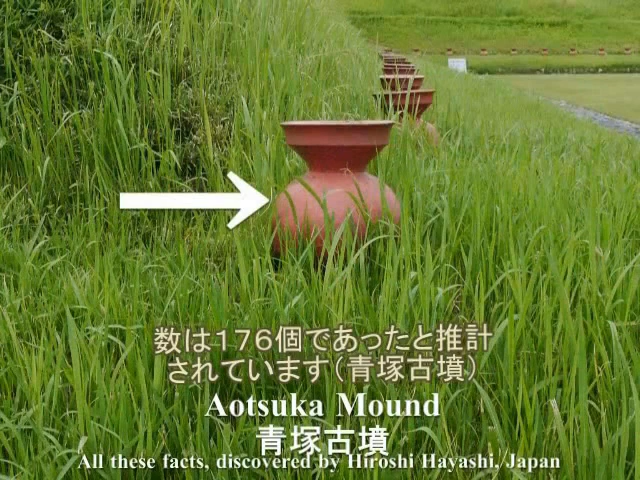 数は１７６個であったと推計
されています（青塚古墳）
Aotsuka Mound
青塚古墳
All these facts, discovered by Hiroshi Hayashi, Japan